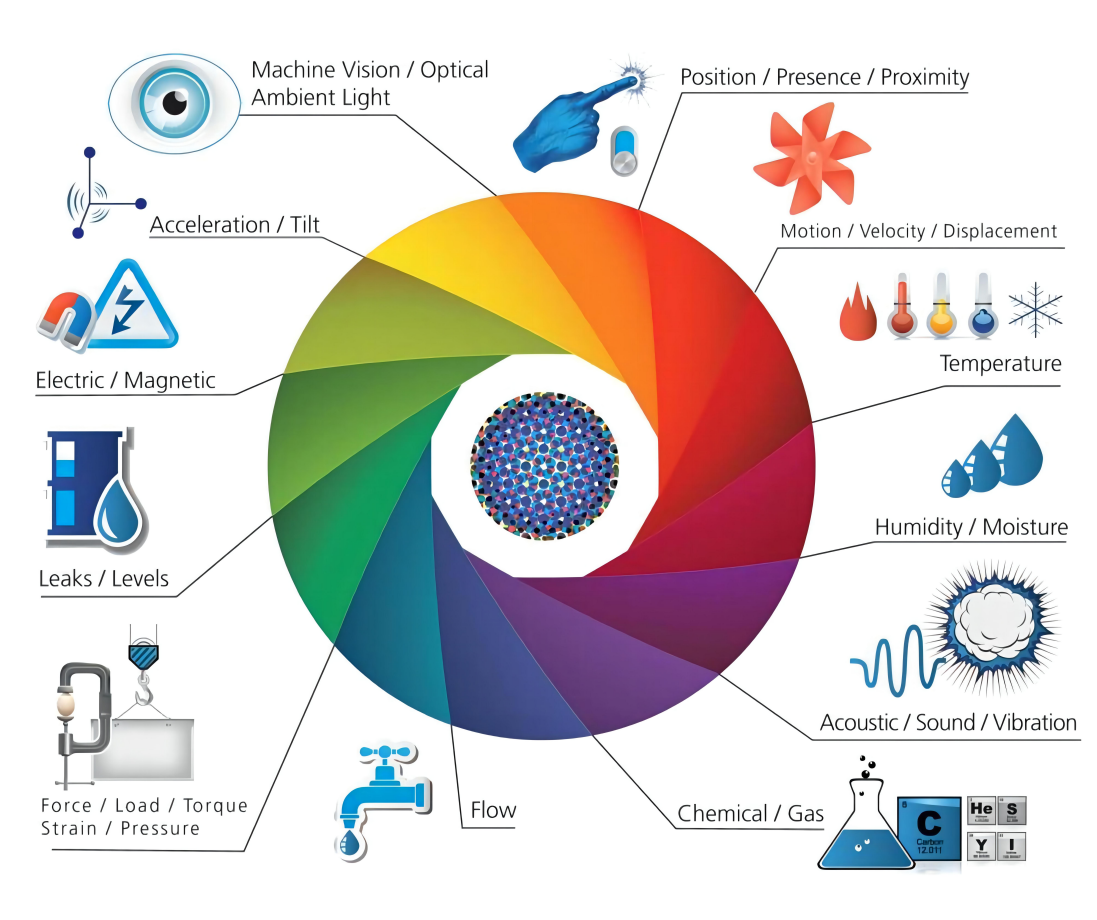 Machine Vision / Optical
Ambient Light
Position / Presence / Proximity
Motion / Velocity / Displacement
Acceleration / Tilt
Temperature
Electric / Magnetic
Humidity / Moisture
Leaks / Levels
Acoustic / Sound / Vibration
Force / Load / Torque
Strain / Pressure
Flow
Chemical / Gas
6
C
Carbon
12.011
He
S
Y
I